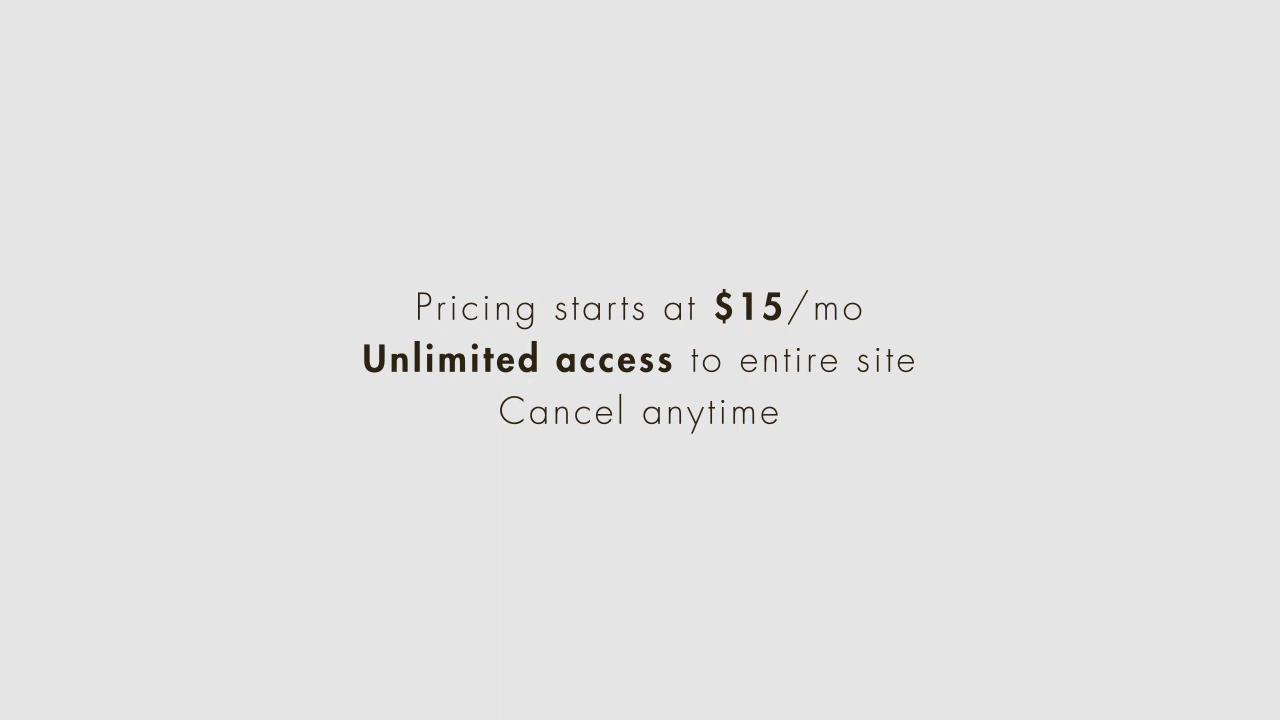 Pricing starts at $15/mo
Unlimited access to entire site
Cancel anytime